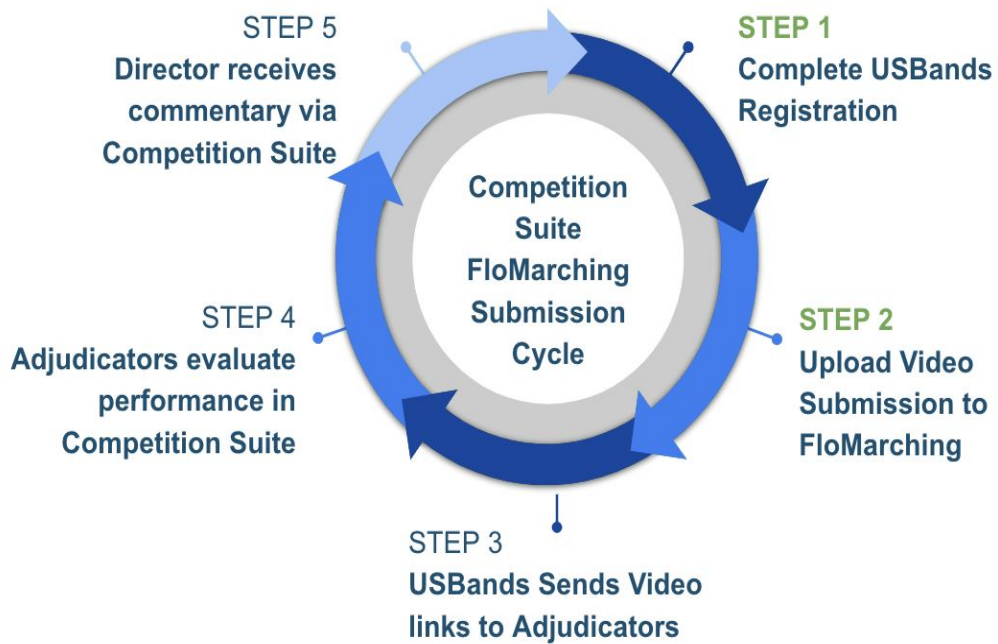 Competition
Suite
FloMarching
Submission
Cycle
STEP 1
Complete USBands
Registration
STEP 2
Upload Video
Submission to
FloMarching
STEP 3
USBands Sends Video
links to Adjudicators
STEP 4
Adjudicators evaluate
performance in
Competition Suite
STEP 5
Director receives
commentary via
Competition Suite